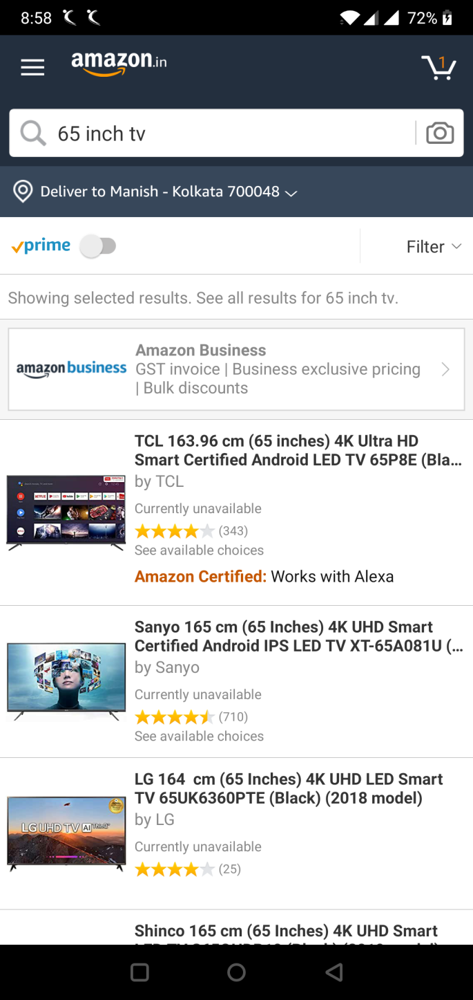 8:58
72%
amazon.in
1
65 inch tv
Deliver to Manish - Kolkata 700048
prime
Filter
Showing selected results. See all results for 65 inch tv.
amazon business
Amazon Business
GST invoice | Business exclusive pricing
| Bulk discounts
TCL 163.96 cm (65 inches) 4K Ultra HD
Smart Certified Android LED TV 65P8E (Bla...
by TCL
Currently unavailable
(343)
See available choices
Amazon Certified: Works with Alexa
Sanyo 165 cm (65 Inches) 4K UHD Smart
Certified Android IPS LED TV XT-65A081U (...
by Sanyo
Currently unavailable
(710)
See available choices
LG 164 cm (65 Inches) 4K UHD LED Smart
TV 65UK6360PTE (Black) (2018 model)
LG UHD TV AI ThinQ
by LG
Currently unavailable
(25)
Shinco 165 cm (65 Inches) 4K UHD Smart